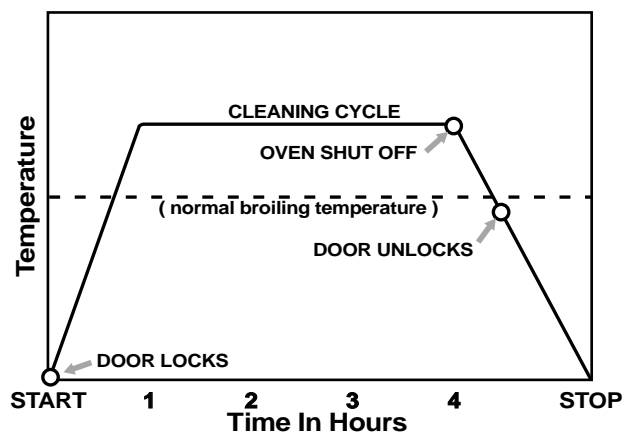 CLEANING CYCLE
OVEN SHUT OFF
( normal broiling temperature )
DOOR UNLOCKS
DOOR LOCKS
Temperature
START 1 2 3 4 STOP
Time In Hours